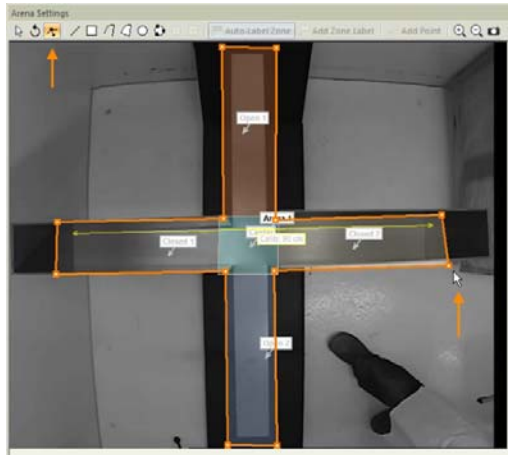 Arena Settings
Auto-Label Zone
Add Zone Label
Add Point
Open 1
Arena 1
Center
Closed 1
Closed 2
Open 2